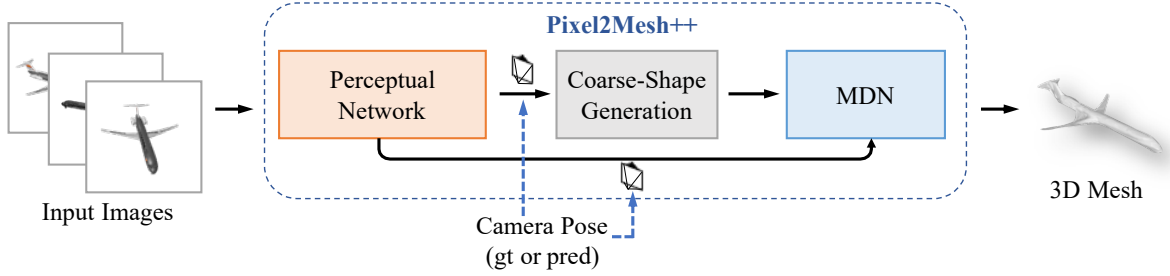 Pixel2Mesh++
Perceptual
Network
Coarse-Shape
Generation
MDN
Input Images
3D Mesh
Camera Pose
(gt or pred)